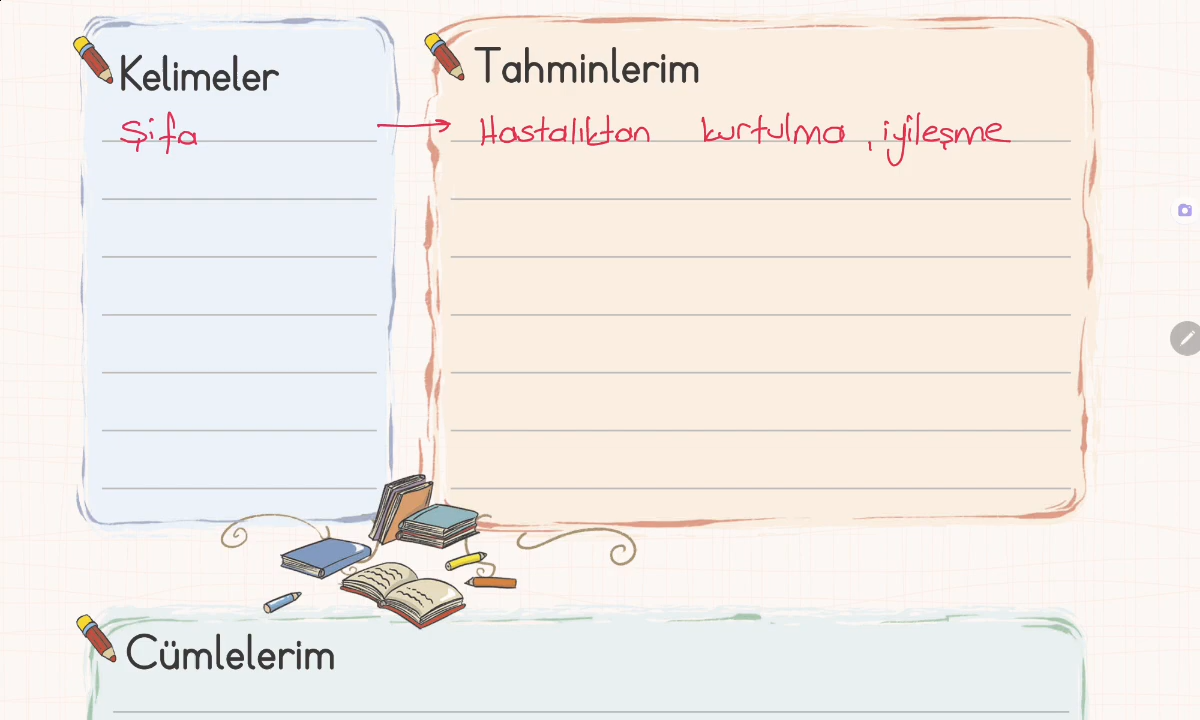 Kelimeler
Tahminlerim
Şifa
Hastalıktan kurtulma, iyileşme
Cümlelerim